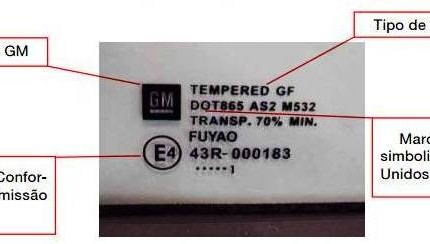 Tipo de
GM
GM
TEMPERED GF
DOT865 AS2 M532
TRANSP. 70% MIN.
FUYAO
E4 43R-000183
Marc
simboli
Unidos
Confor-
missão